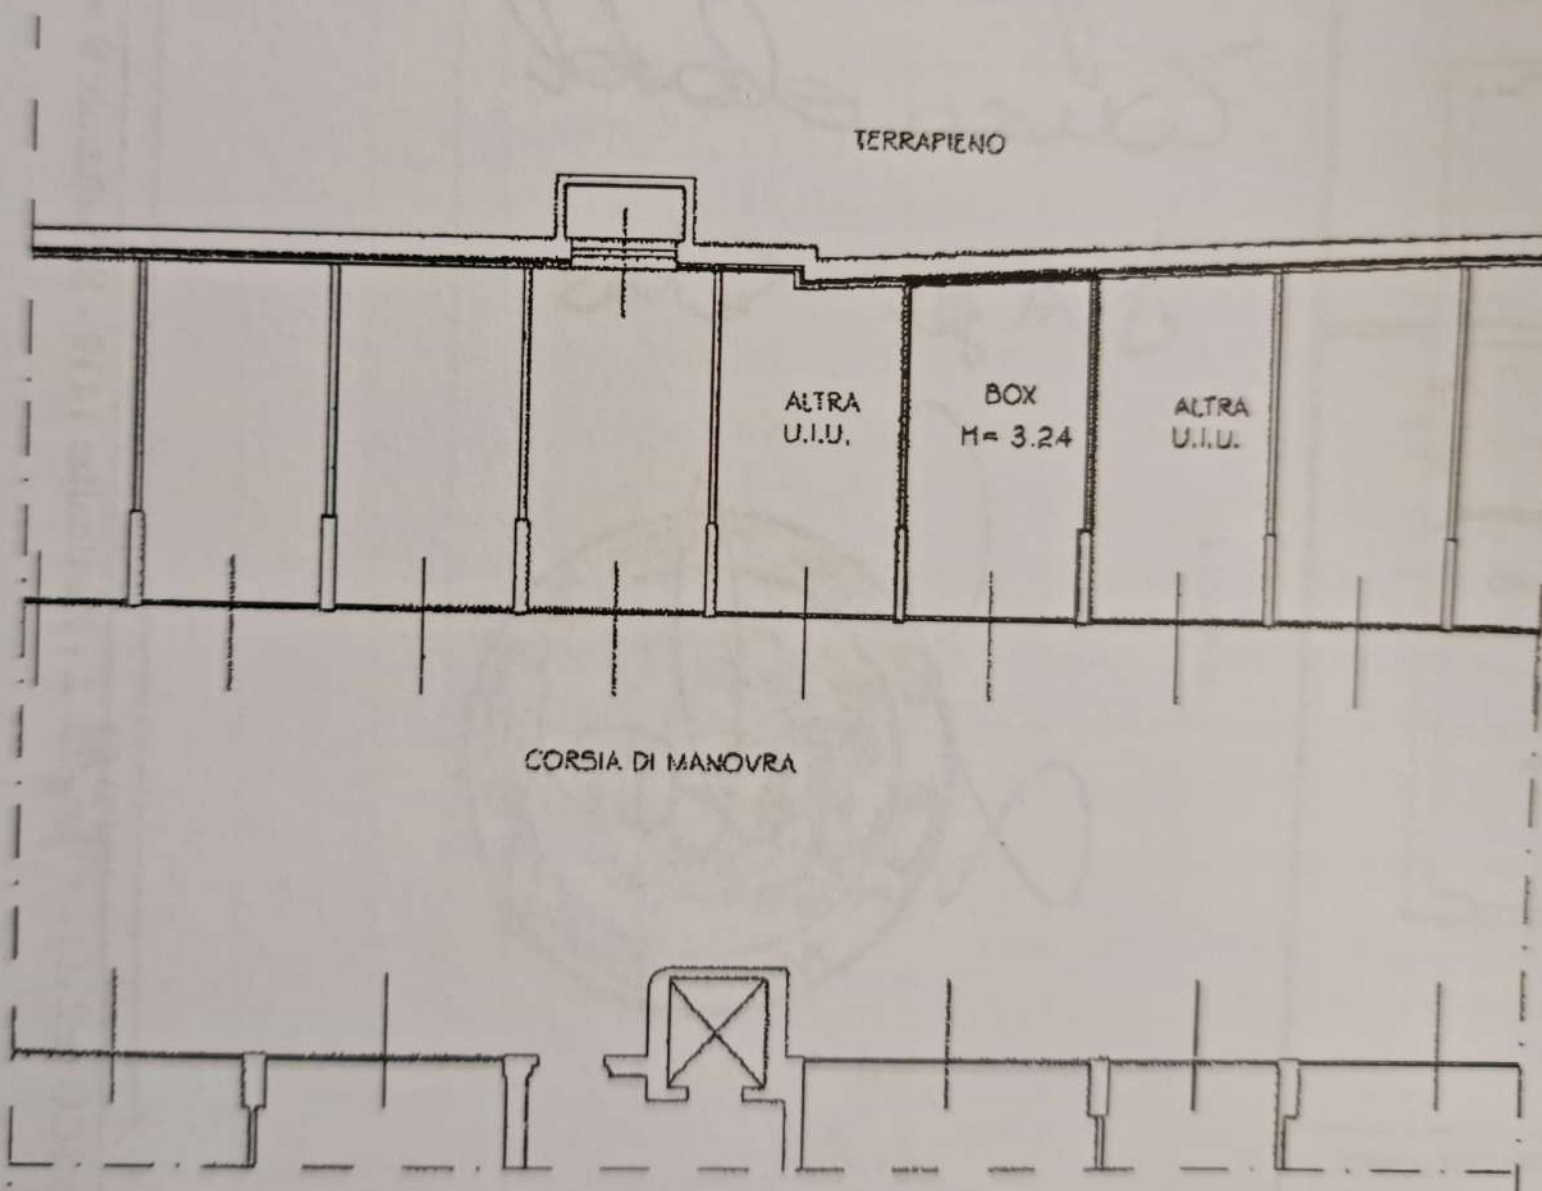 TERRAPIENO
ALTRA
U.I.U.
BOX
H= 3.24
ALTRA
U.I.U.
CORSIA DI MANOVRA